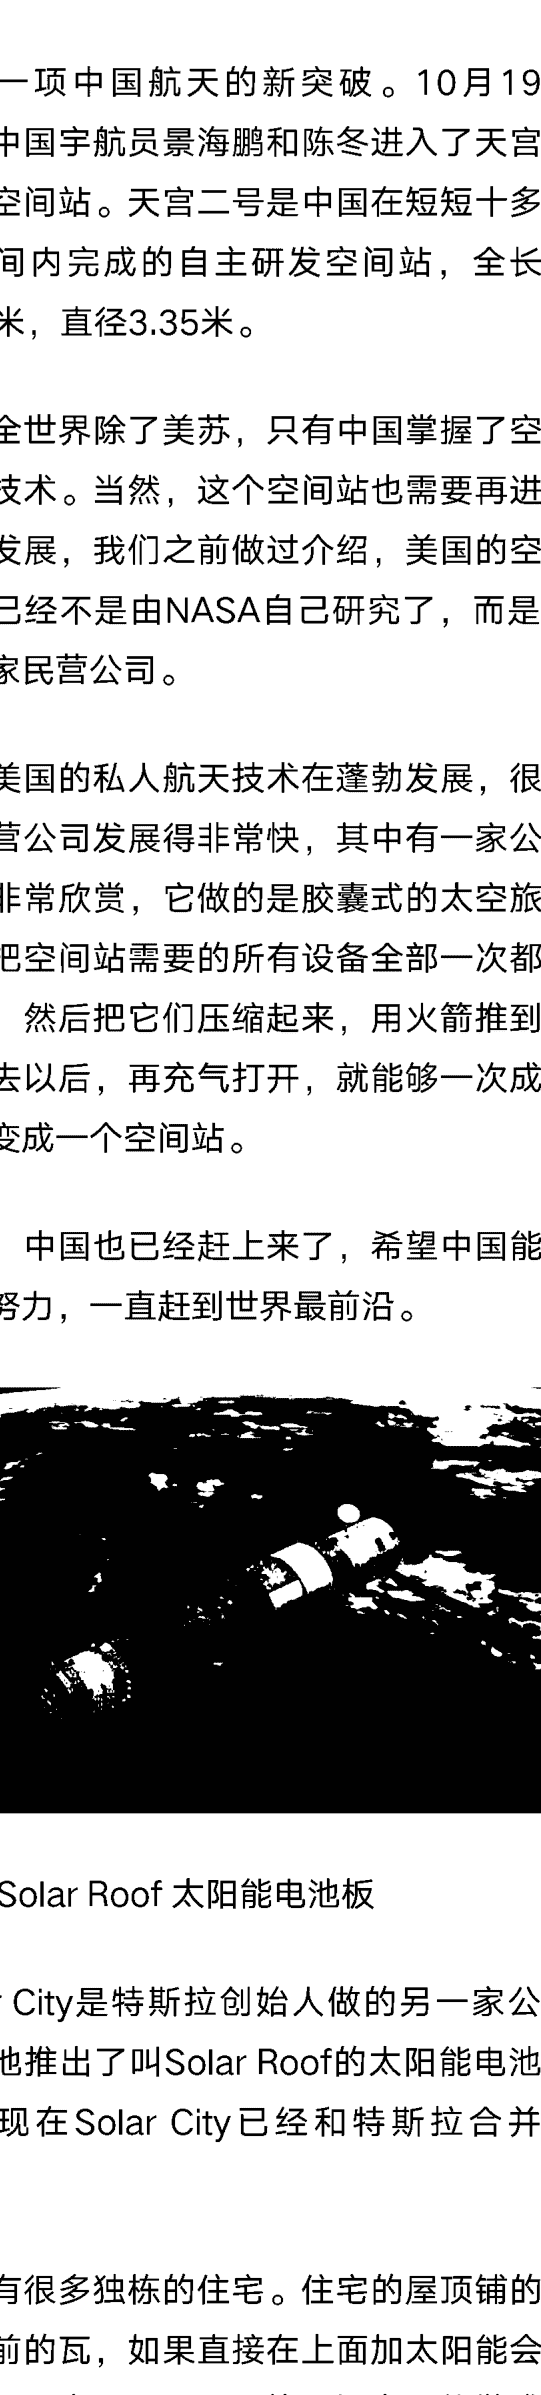 一项中国航天的新突破。10月19
中国宇航员景海鹏和陈冬进入了天宫
空间站。天宫二号是中国在短短十多
间内完成的自主研发空间站，全长
米，直径3.35米。
全世界除了美苏，只有中国掌握了空
技术。当然，这个空间站也需要再进
发展，我们之前做过介绍，美国的空
已经不是由NASA自己研究了，而是
家民营公司。
美国的私人航天技术在蓬勃发展，很
营公司发展得非常快，其中有一家公
非常欣赏，它做的是胶囊式的太空旅
把空间站需要的所有设备全部一次都
然后把它们压缩起来，用火箭推到
去以后，再充气打开，就能够一次成
变成一个空间站。
中国也已经赶上来了，希望中国能
努力，一直赶到世界最前沿。
Solar Roof 太阳能电池板
City是特斯拉创始人做的另一家公
他推出了叫Solar Roof的太阳能电池
现在Solar City已经和特斯拉合并
有很多独栋的住宅。住宅的屋顶铺的
前的瓦，如果直接在上面加太阳能会